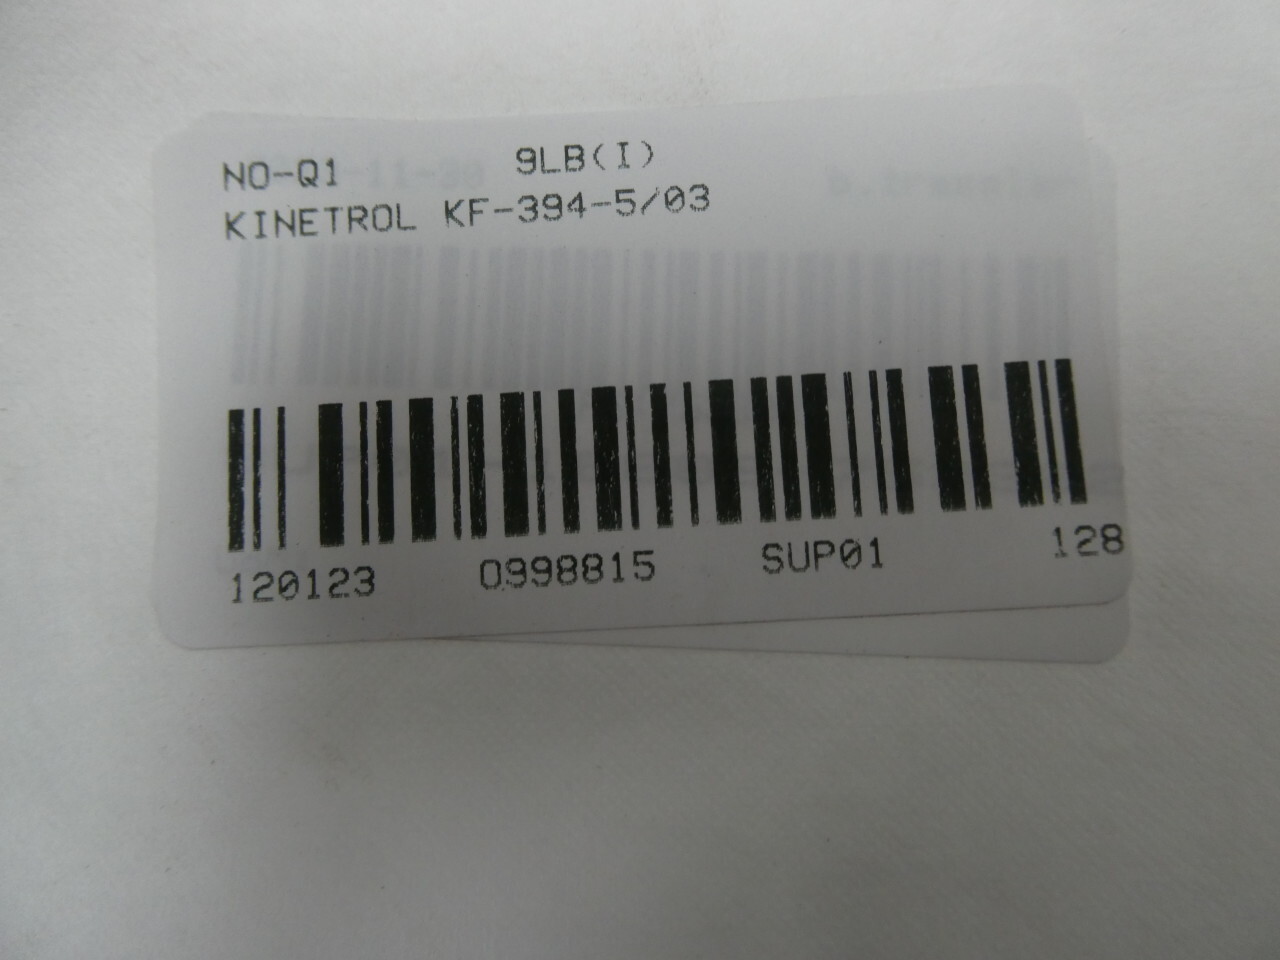 NO-Q1 9LB(I)
KINETROL KF-394-5/03
120123 0998815 SUP01 128